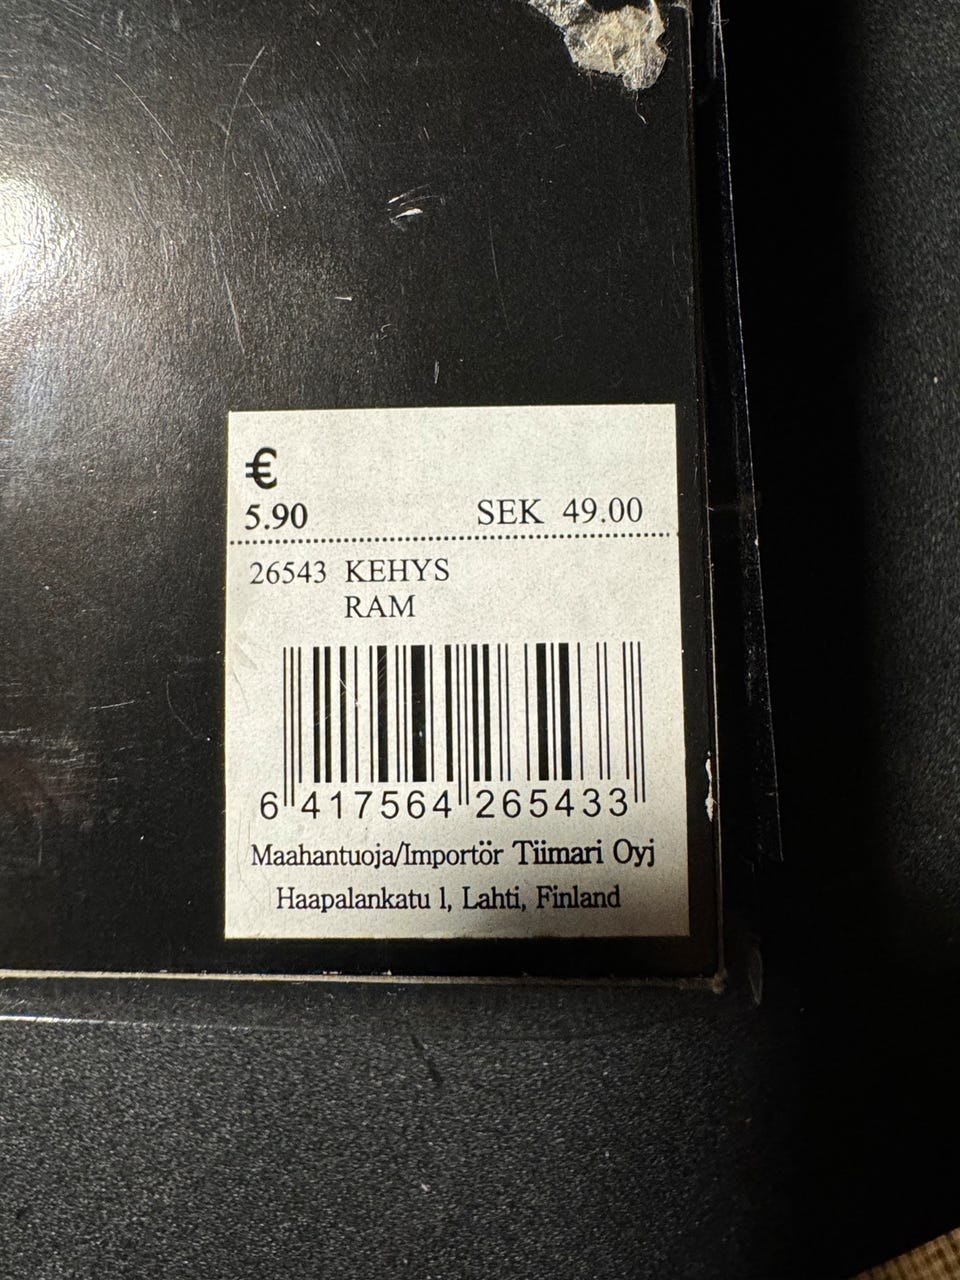 €
5.90 SEK 49.00
26543 KEHYS
RAM
6 417564 265433
Maahantuoja/Importör Tiimari Oyj
Haapalankatu 1, Lahti, Finland